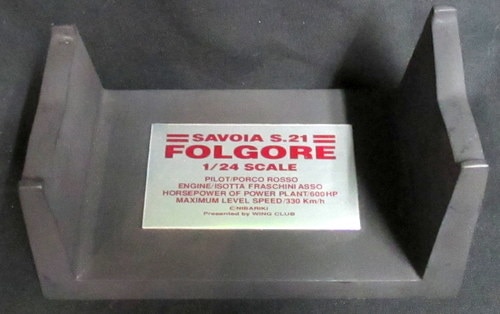 SAVOIA S.21
FOLGORE
1/24 SCALE
PILOT/PORCO ROSSO
ENGINE/ISOTTA FRASCHINI ASSO
HORSEPOWER OF POWER PLANT/600HP
MAXIMUM LEVEL SPEED/330 Km/h
©NIBARIKI
Presented by WING CLUB